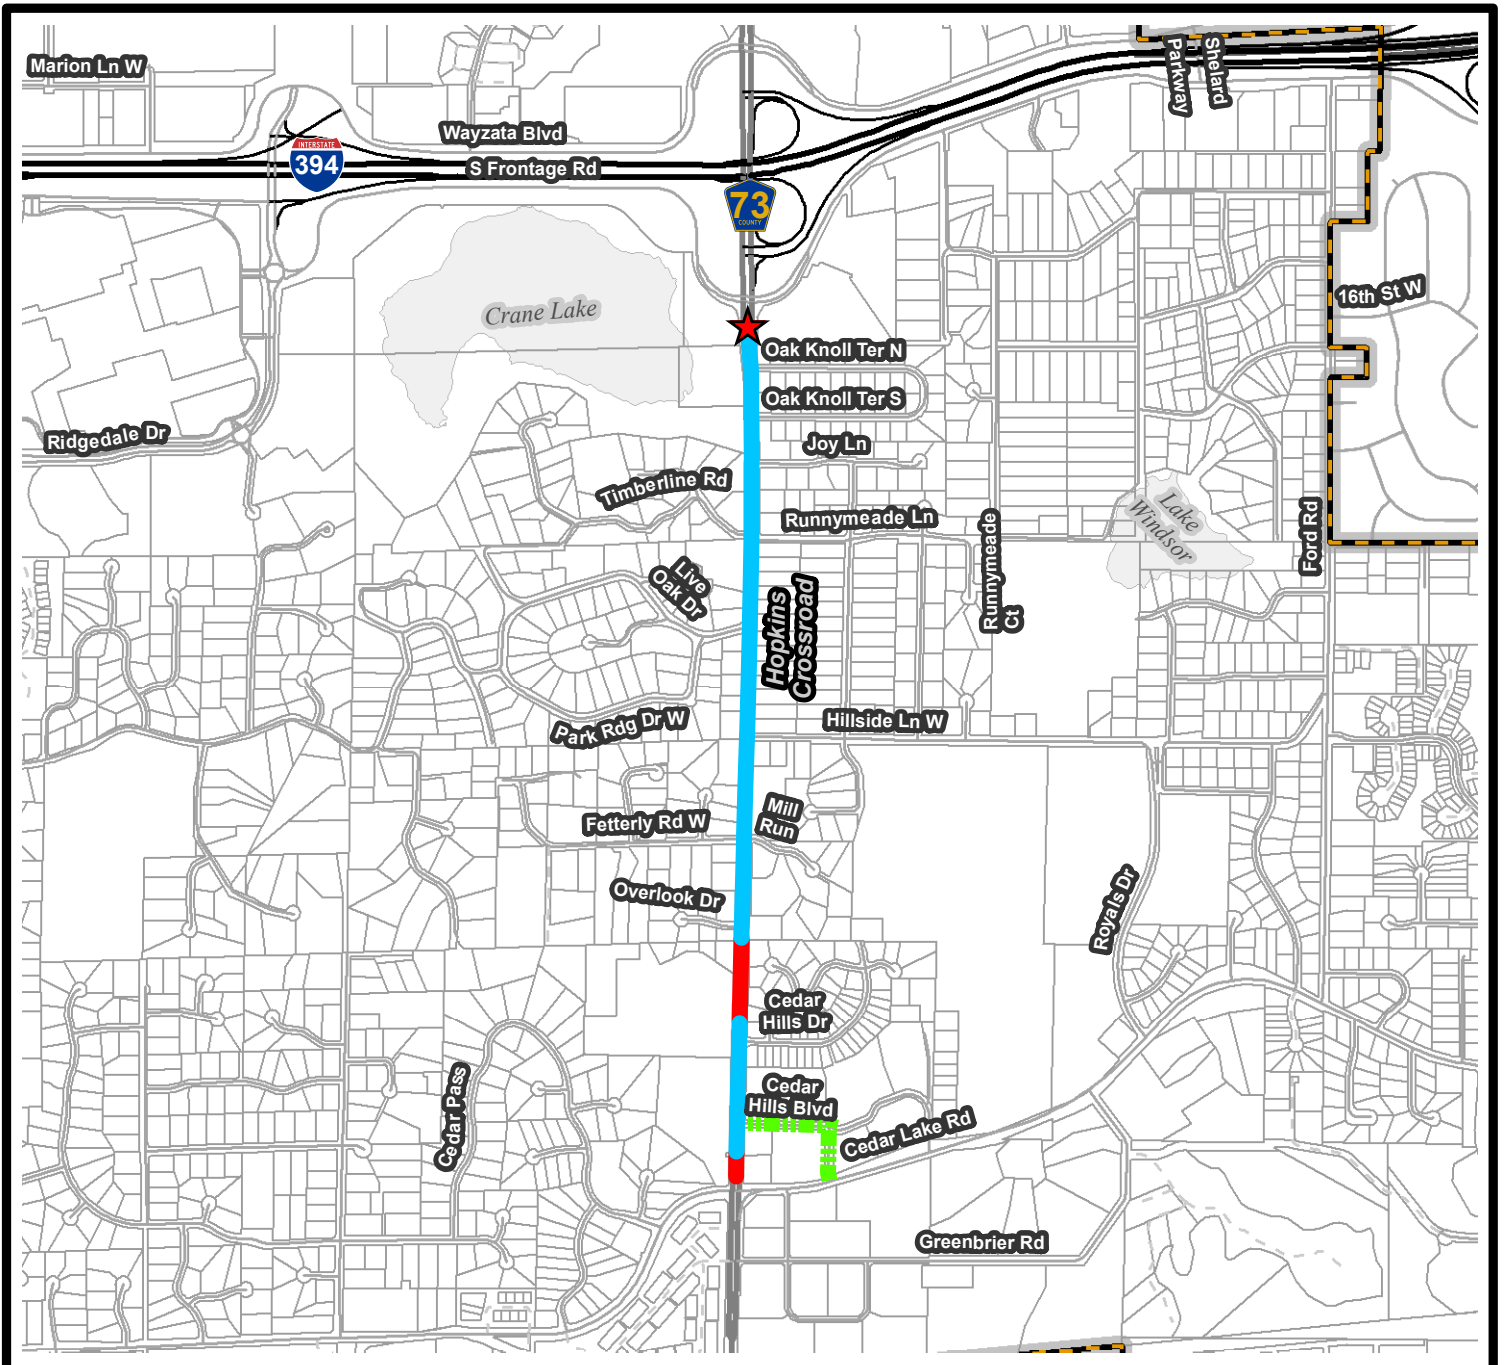 Marion Ln W
Parkway
Shelard
Wayzata Blvd
INTERSTATE
394
S Frontage Rd
73
COUNTY
16th St W
Crane Lake
Oak Knoll Ter N
Oak Knoll Ter S
Ridgedale Dr
Joy Ln
Timberline Rd
Runnymeade Ln
Lake
Windsor
Ford Rd
Runnymeade
Ct
Live
Oak Dr
Hopkins
Crossroad
Park Rdg Dr W
Hillside Ln W
Mill
Run
Fetterly Rd W
Overlook Dr
Royals Dr
Cedar
Hills Dr
Cedar Pass
Cedar
Hills Blvd
Cedar Lake Rd
Greenbrier Rd